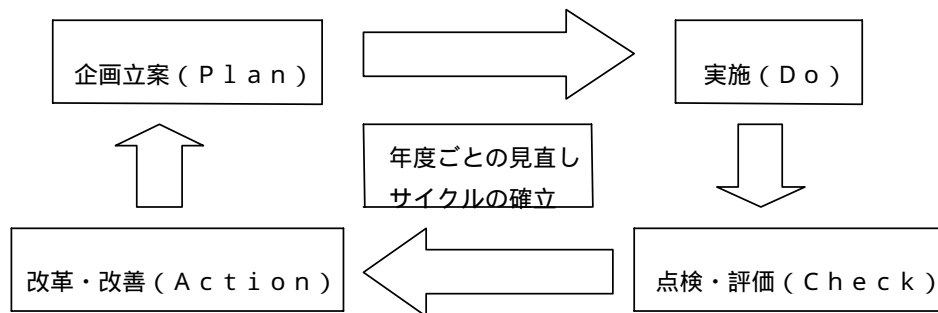 企画立案（Ｐｌａｎ）
実施（Ｄｏ）
年度ごとの見直し
サイクルの確立
改革・改善（Ａｃｔｉｏｎ）
点検・評価（Ｃｈｅｃｋ）